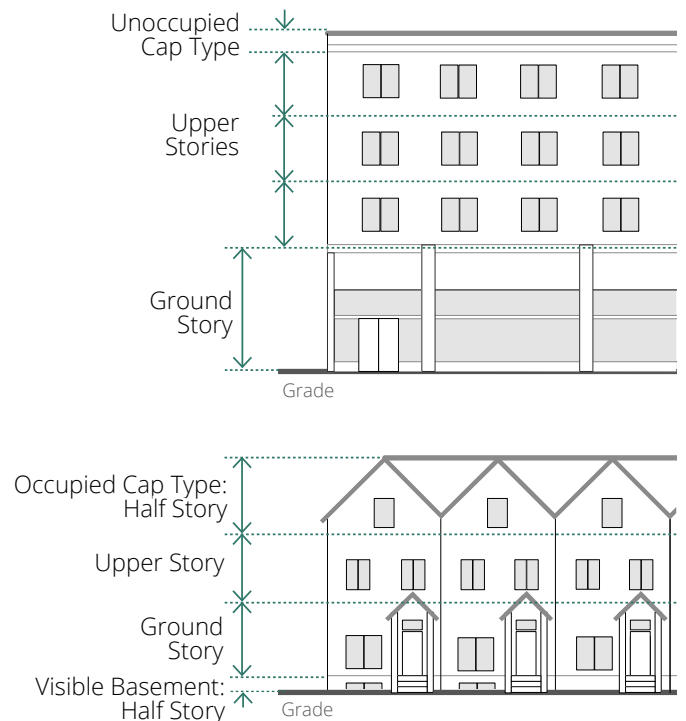 Unoccupied
Cap Type
Upper
Stories
Ground
Story
Grade
Occupied Cap Type:
Half Story
Upper Story
Ground
Story
Visible Basement:
Half Story
Grade